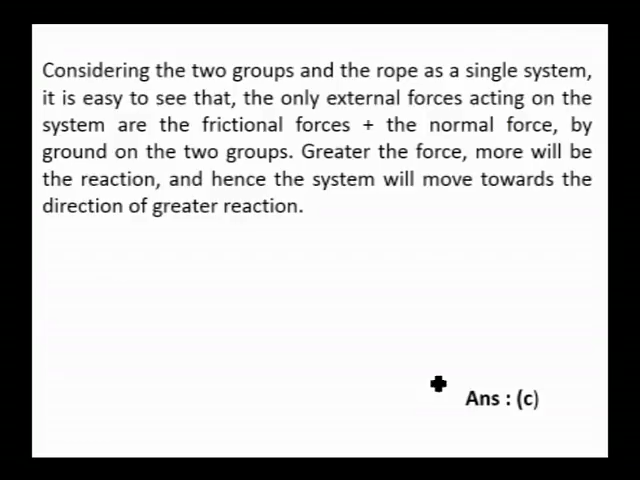 Considering the two groups and the rope as a single system,
it is easy to see that, the only external forces acting on the
system are the frictional forces + the normal force, by
ground on the two groups. Greater the force, more will be
the reaction, and hence the system will move towards the
direction of greater reaction.
Ans : (c)